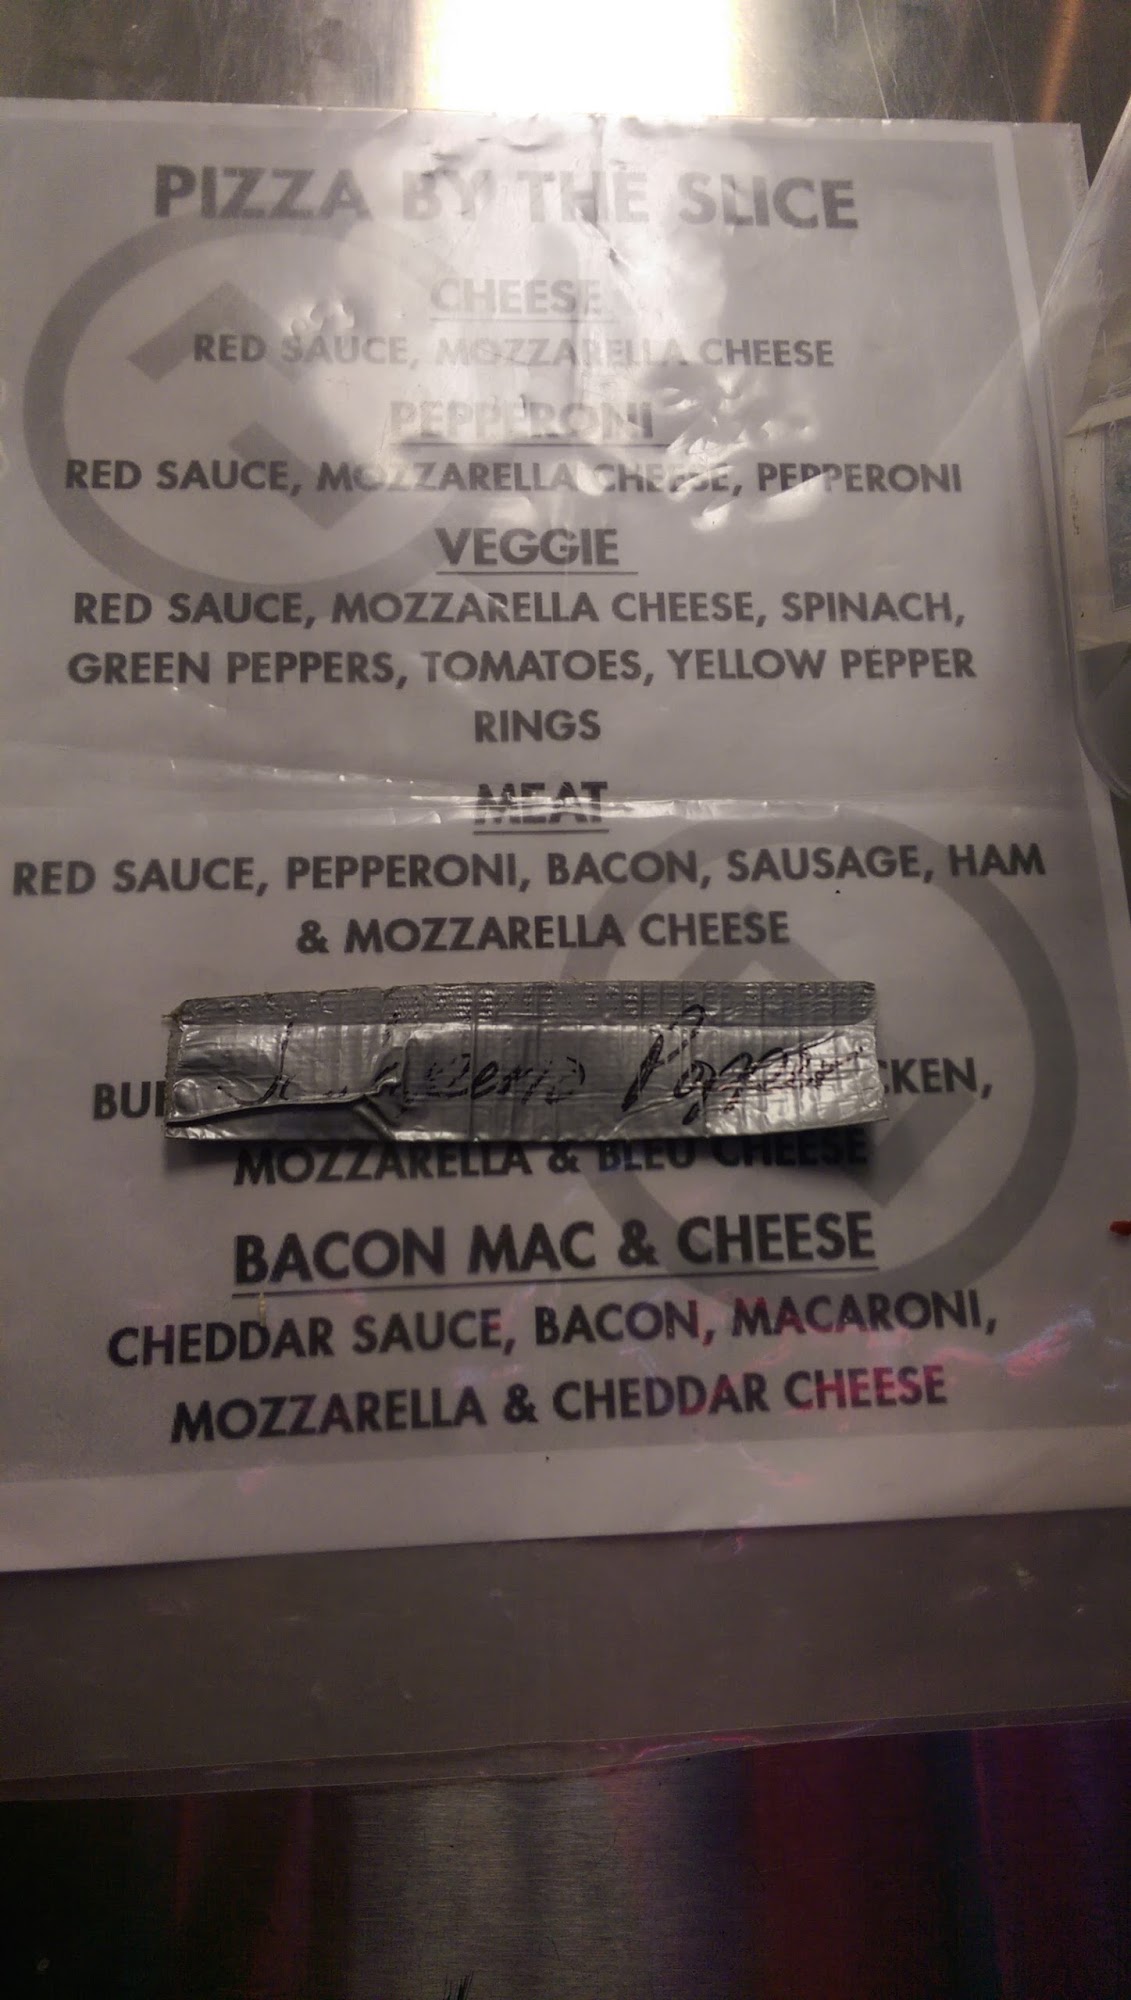 PIZZA BY THE SLICE
CHEESE
RED SAUCE, MOZZARELLA CHEESE
PEPPERONI
RED SAUCE, MOZZARELLA CHEESE, PEPPERONI
VEGGIE
RED SAUCE, MOZZARELLA CHEESE, SPINACH,
GREEN PEPPERS, TOMATOES, YELLOW PEPPER
RINGS
MEAT
RED SAUCE, PEPPERONI, BACON, SAUSAGE, HAM
& MOZZARELLA CHEESE
MOZZARELLA & BLEU CHEESE
BACON MAC & CHEESE
CHEDDAR SAUCE, BACON, MACARONI,
MOZZARELLA & CHEDDAR CHEESE